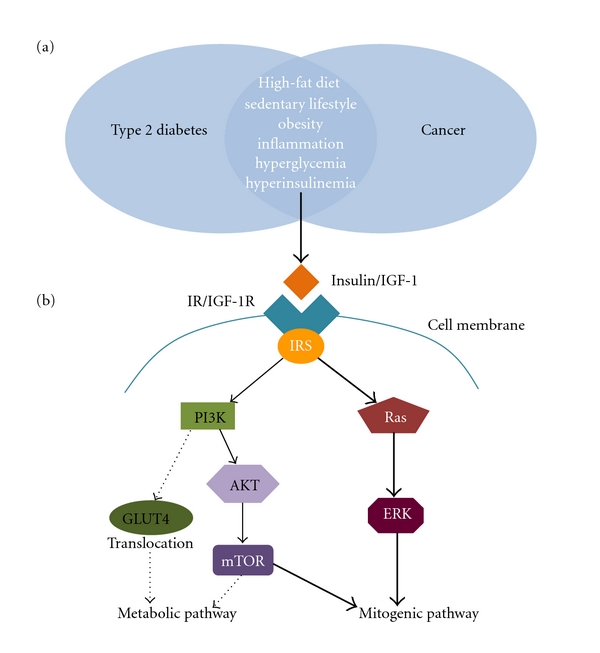 (a)
High-fat diet
sedentary lifestyle
Type 2 diabetes
obesity
Cancer
inflammation
hyperglycemia
hyperinsulinemia
Insulin/IGF-1
(b)
IR/IGF-1R
Cell membrane
IRS
PI3K
Ras
AKT
GLUT4
ERK
Translocation
mTOR
Metabolic pathway
Mitogenic pathway